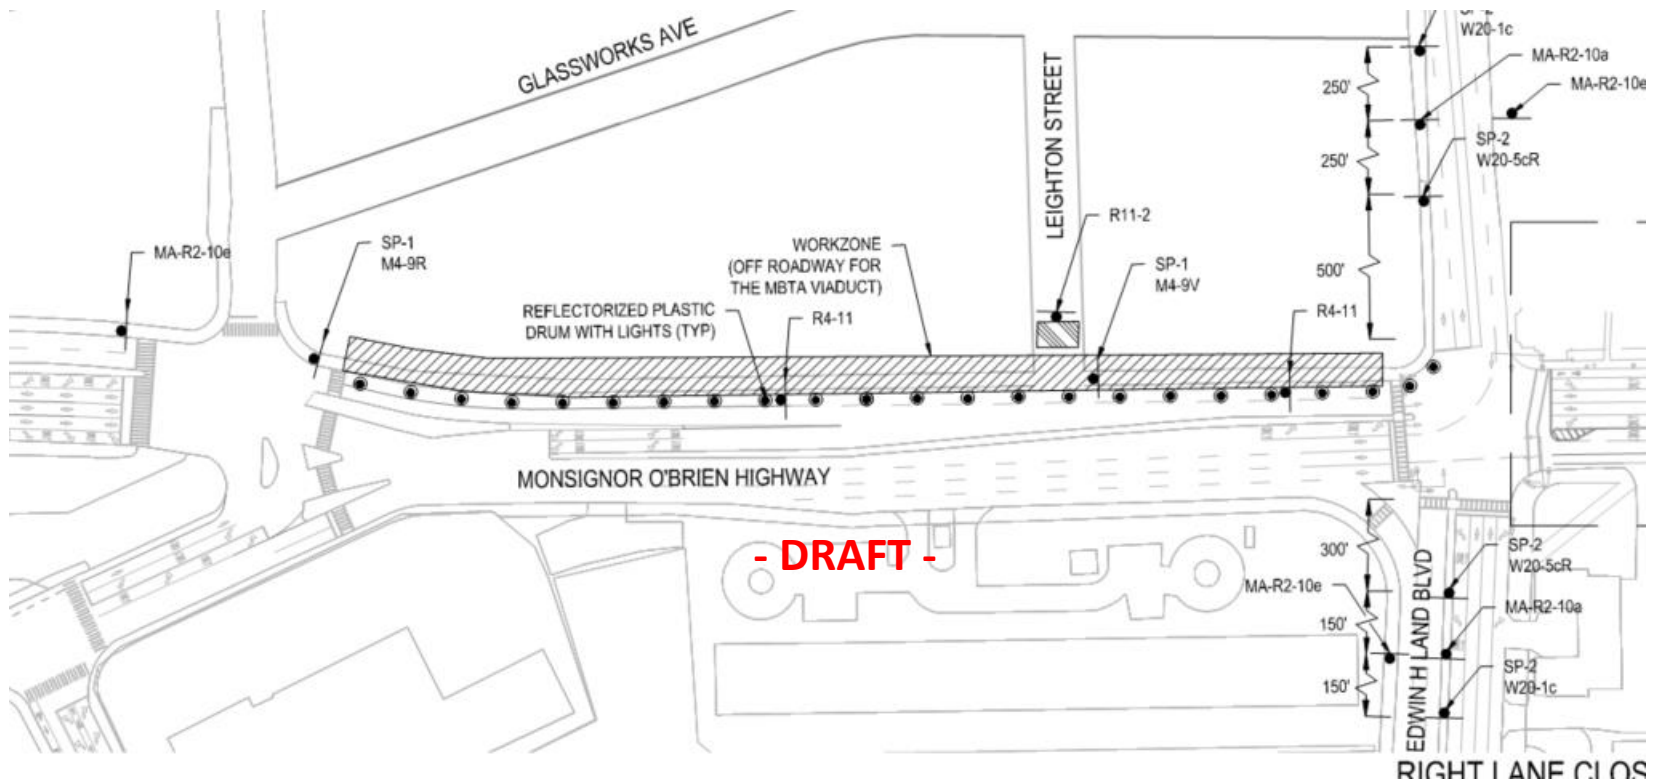 SP-2
W20-1c
GLASSWORKS AVE
MA-R2-10a
MA-R2-10e
250'
LEIGHTON STREET
SP-2
W20-5cR
250'
R11-2
MA-R2-10e
SP-1
M4-9R
WORKZONE
(OFF ROADWAY FOR
THE MBTA VIADUCT)
SP-1
M4-9V
500'
REFLECTORIZED PLASTIC
DRUM WITH LIGHTS (TYP)
R4-11
R4-11
MONSIGNOR O'BRIEN HIGHWAY
- DRAFT -
300'
SP-2
W20-5cR
MA-R2-10e
EDWIN H LAND BLVD
MA-R2-10a
150'
SP-2
W20-1c
150'
RIGHT LANE CLOS